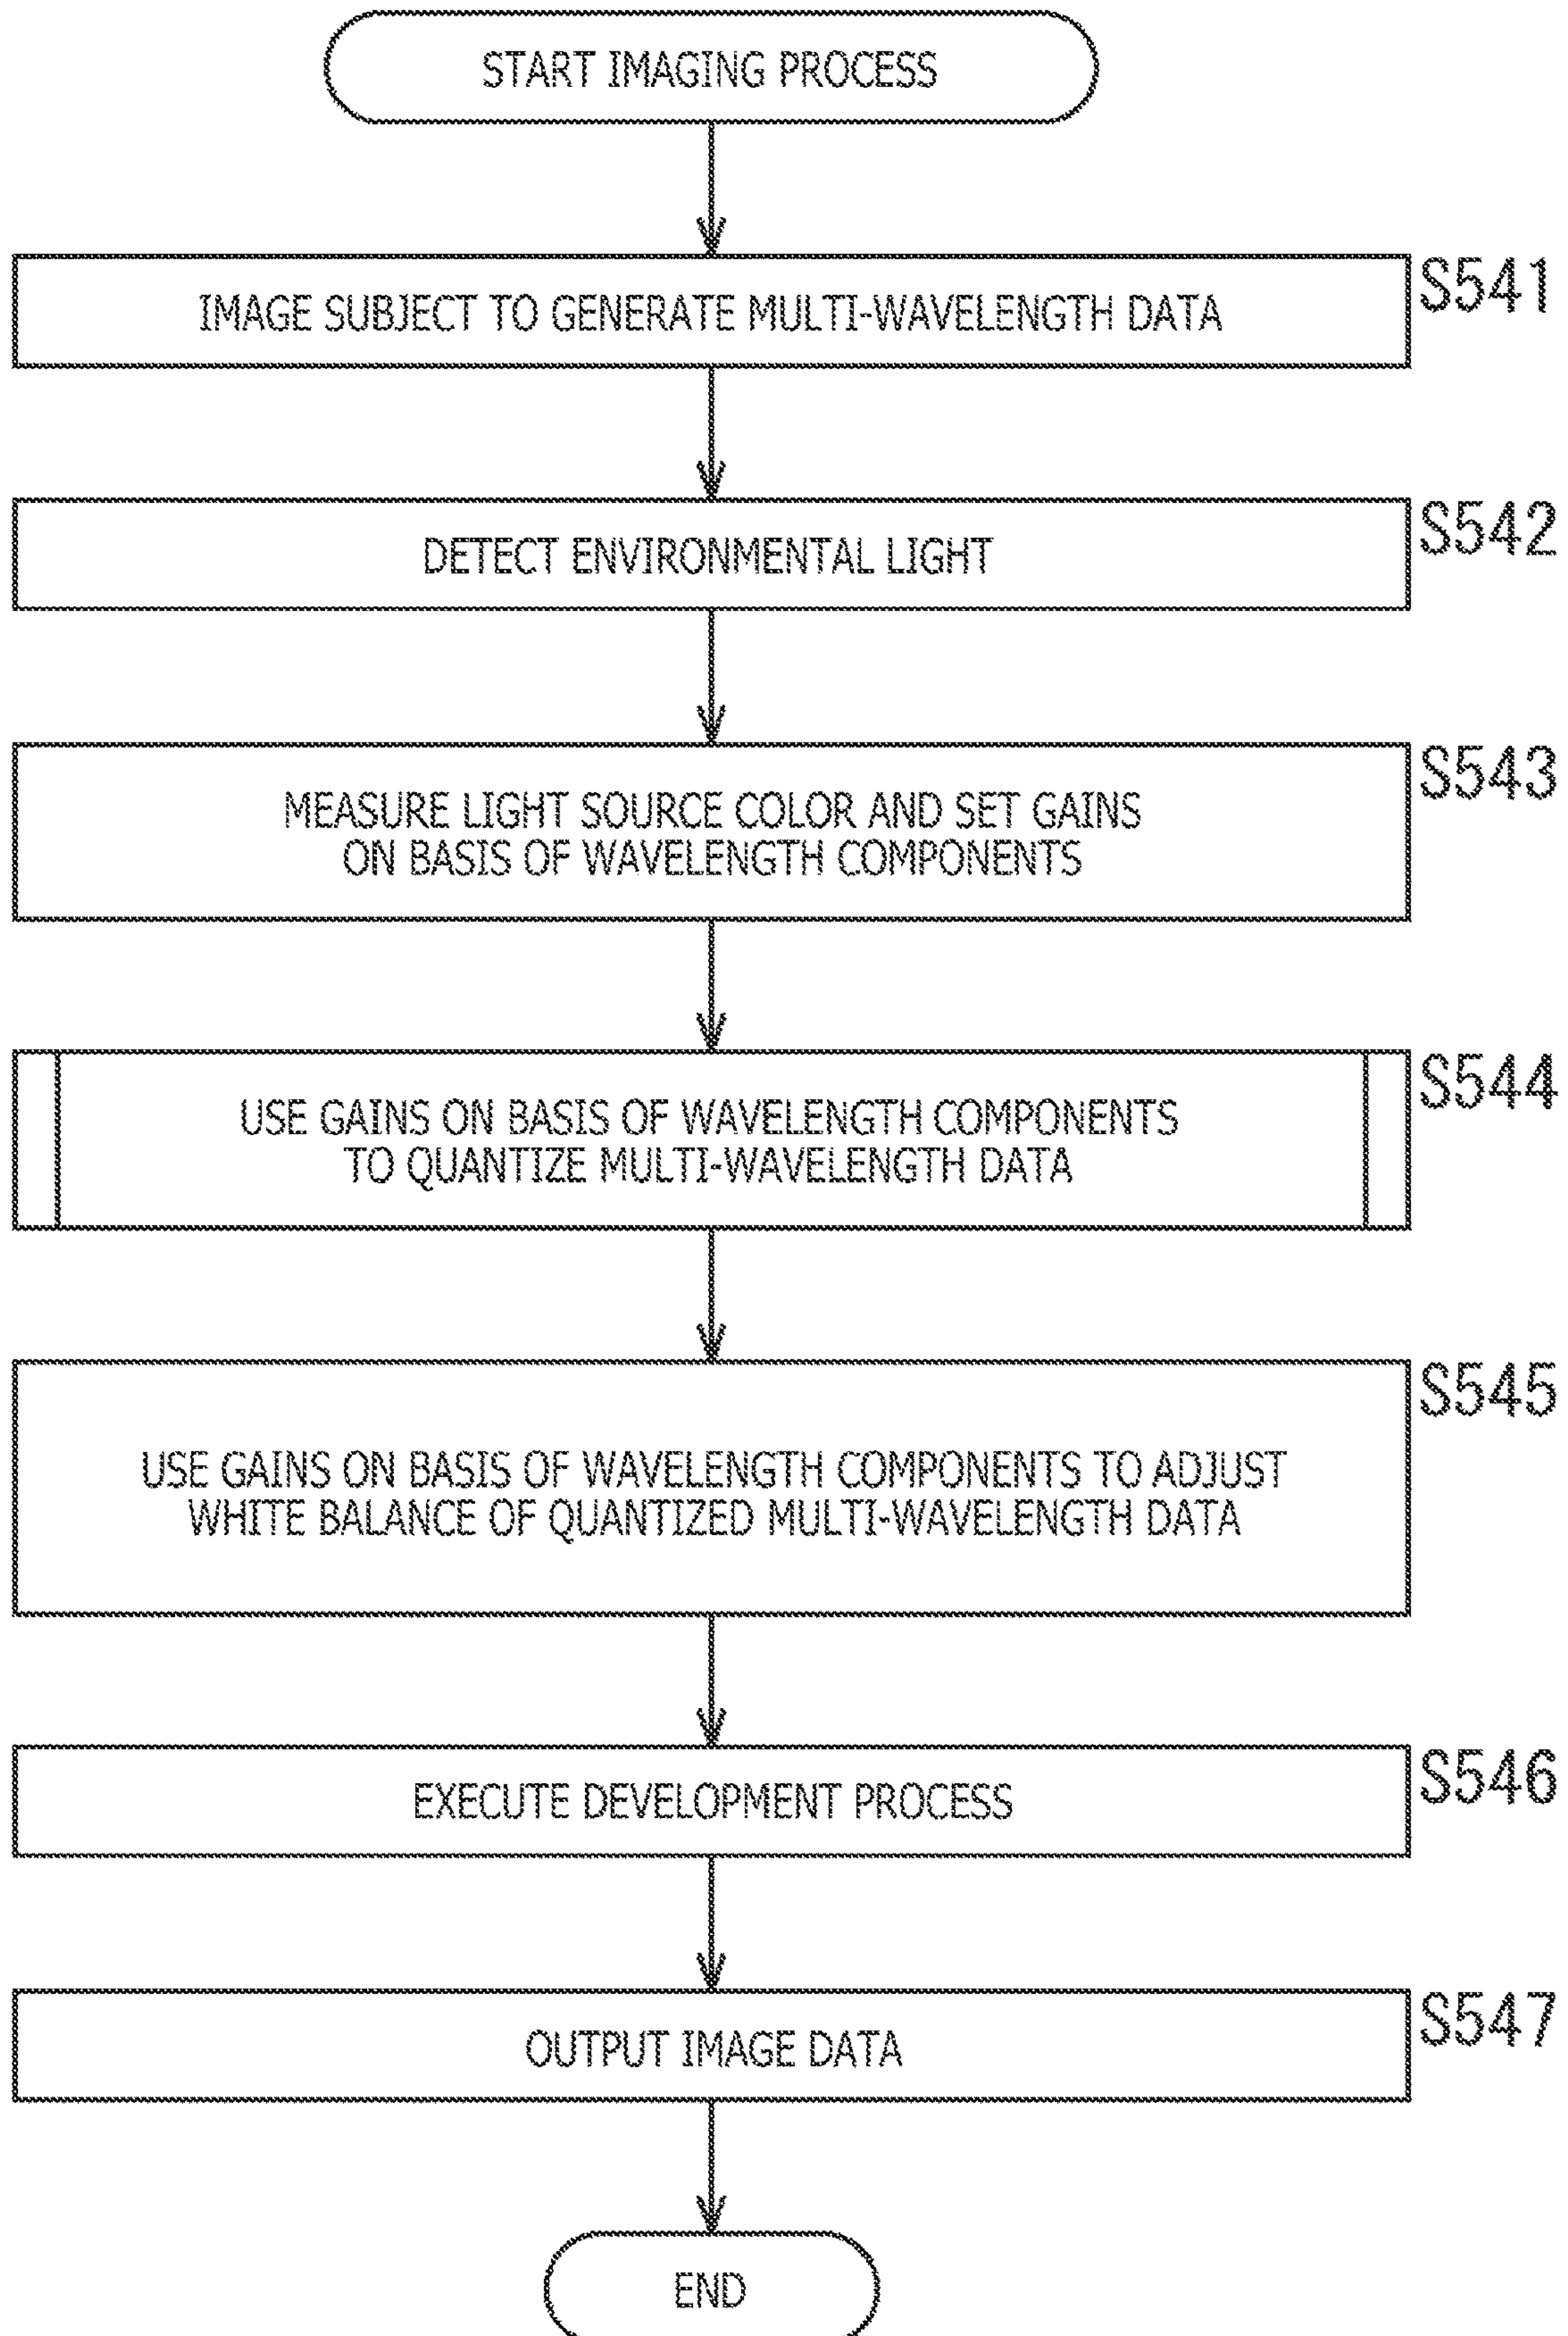 START IMAGING PROCESS
S541
IMAGE SUBJECT TO GENERATE MULTI-WAVELENGTH DATA
S542
DETECT ENVIRONMENTAL LIGHT
S543
MEASURE LIGHT SOURCE COLOR AND SET GAINS
ON BASIS OF WAVELENGTH COMPONENTS
S544
USE GAINS ON BASIS OF WAVELENGTH COMPONENTS
TO QUANTIZE MULTI-WAVELENGTH DATA
S545
USE GAINS ON BASIS OF WAVELENGTH COMPONENTS TO ADJUST
WHITE BALANCE OF QUANTIZED MULTI-WAVELENGTH DATA
S546
EXECUTE DEVELOPMENT PROCESS
S547
OUTPUT IMAGE DATA
END